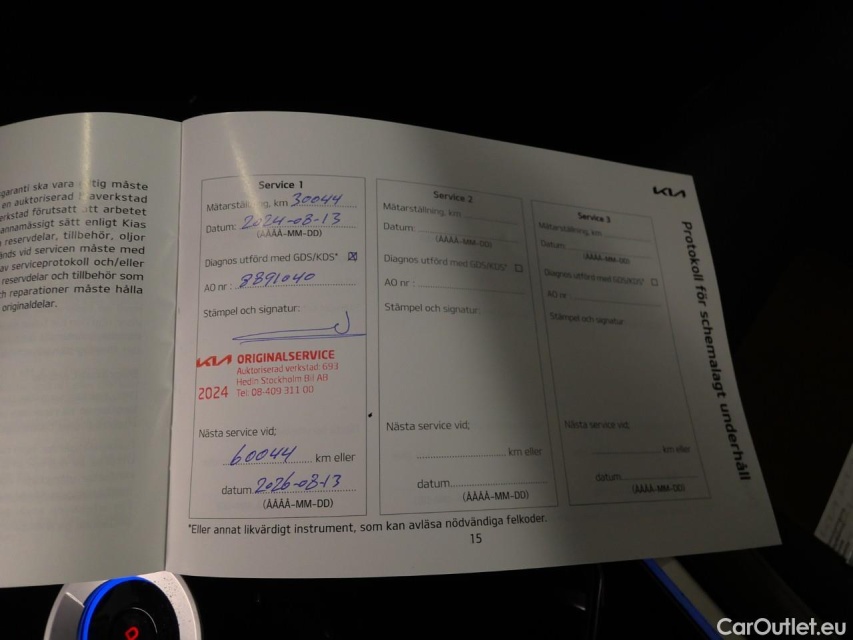 garanti ska vara
tig måste
en auktoriserad
averkstad
erkstad förutsatt att arbetet
annamässigt sätt enligt Kias
reservdelar, tillbehör, oljor
nds vid servicen måste med
av serviceprotokoll och/eller
reservdelar och tillbehör som
h reparationer måste hålla
originaldelar.
Service 1
Mätarställning, km 30044
Datum: 2024-08-13
(ÅÅÅÅ-MM-DD)
Diagnos utförd med GDS/KDS* ☒
AO nr : 8891040
Stämpel och signatur:
KIA ORIGINALSERVICE
Auktoriserad verkstad: 693
Hedin Stockholm Bil AB
2024 Tel: 08-409 311 00
Nästa service vid;
60044 km eller
datum 2026-08-13
(ÅÅÅÅ-MM-DD)
Service 2
Mätarställning, km
Datum:
(ÅÅÅÅ-MM-DD)
Diagnos utförd med GDS/KDS* ☐
AO nr :
Stämpel och signatur:
Nästa service vid;
km eller
datum
(ÅÅÅÅ-MM-DD)
Service 3
Mätarställning, km
Datum:
(ÅÅÅÅ-MM-DD)
Diagnos utförd med GDS/KDS* ☐
AO nr :
Stämpel och signatur:
Nästa service vid;
km eller
datum
(ÅÅÅÅ-MM-DD)
KIA
Protokoll för schemalagt underhåll
*Eller annat likvärdigt instrument, som kan avläsa nödvändiga felkoder.
15
CarOutlet.eu